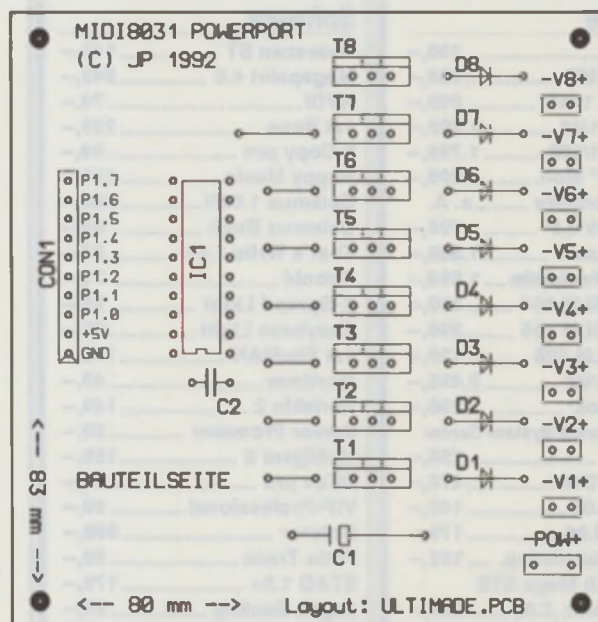 MIDI8031 POWERPORT
(C) JP 1992
T8
D8
-V8+
T7
D7
-V7+
T6
D6
-V6+
T5
D5
-V5+
T4
D4
-V4+
T3
D3
-V3+
T2
D2
-V2+
T1
D1
-V1+
CON1
P1.7
P1.6
P1.5
P1.4
P1.3
P1.2
P1.1
P1.0
+5V
GND
IC1
C2
<--- 83 mm --->
BAUTEILSEITE
C1
-POW+
<-- 80 mm -->
Layout: ULTIMADE.PCB